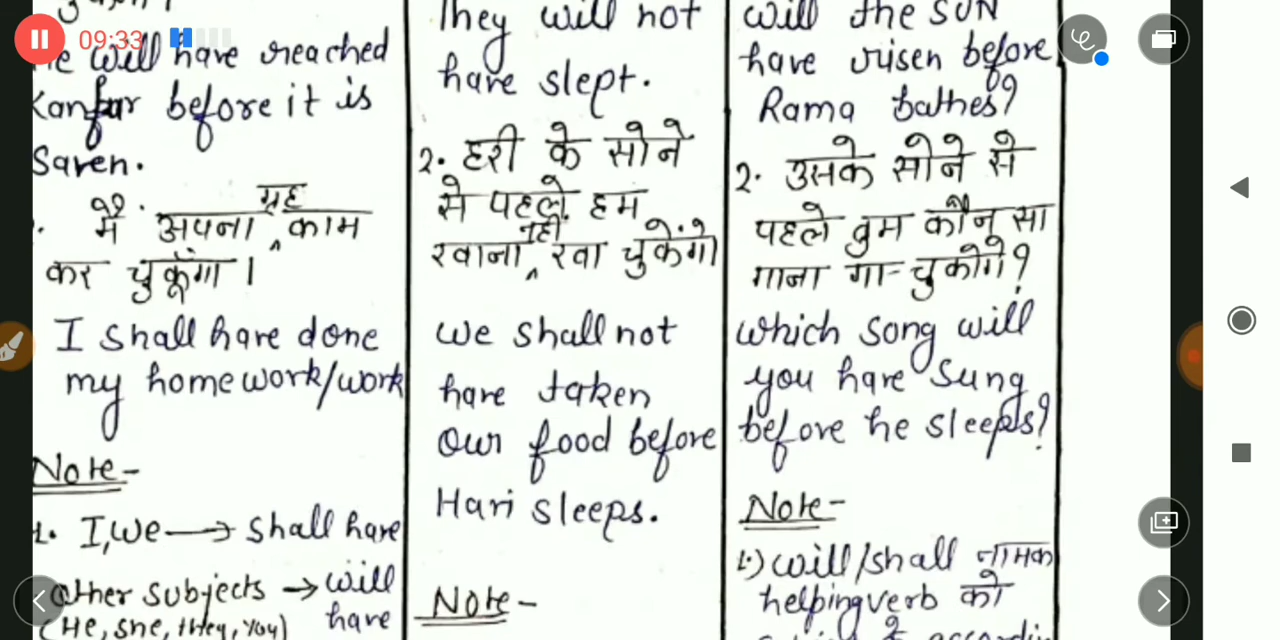 09:33
He will have reached
Kanpur before it is
Saven.
मैं अपना ग्रह काम
कर चुकूंगा।
I shall have done
my homework/work
Note-
1. I, we → shall have
other subjects → will
have
(He, She, they, you)
They will not
have slept.
2. हरी के सोने
से पहले हम
खाना नहीं खा चुकेंगे।
we shall not
have taken
our food before
Hari sleeps.
Note-
will the SUN
have risen before
Rama bathes?
2. उसके सोने से
पहले तुम कौन सा
गाना गा चुकोगे?
which song will
you have sung
before he sleeps?
Note-
1.) will/shall नामक
helping verb को